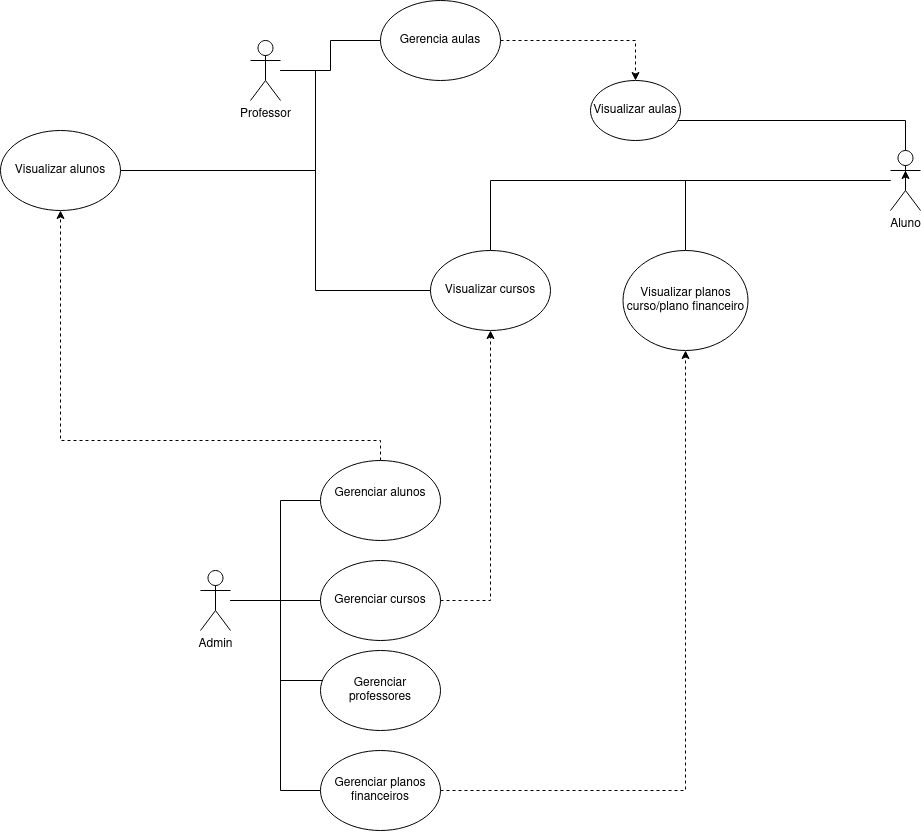 Gerencia aulas
Professor
Visualizar aulas
Visualizar alunos
Aluno
Visualizar cursos
Visualizar planos
curso/plano financeiro
Gerenciar alunos
Gerenciar cursos
Admin
Gerenciar
professores
Gerenciar planos
financeiros